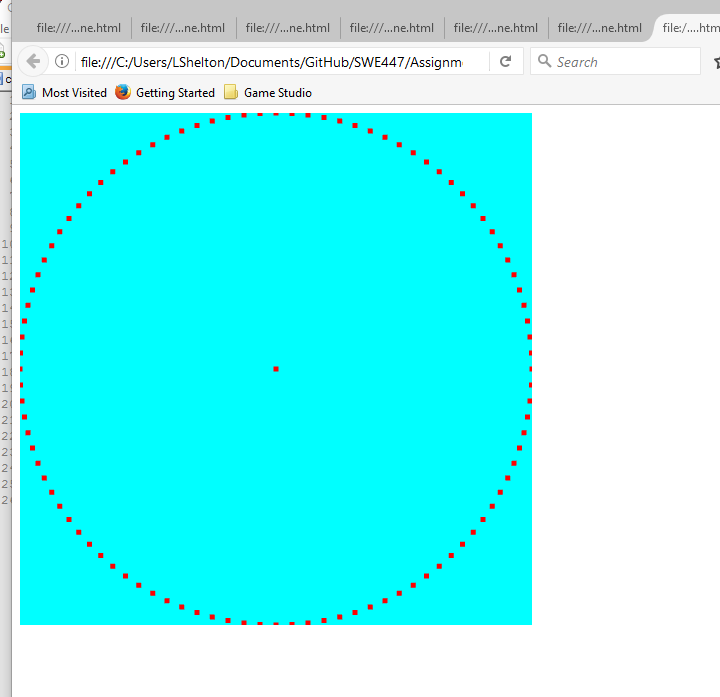 file:///...ne.html file:///...ne.html file:///...ne.html file:///...ne.html file:///...ne.html file:///...ne.html file:/....htm
file:///C:/Users/LShelton/Documents/GitHub/SWE447/Assignm Search
Most Visited Getting Started Game Studio